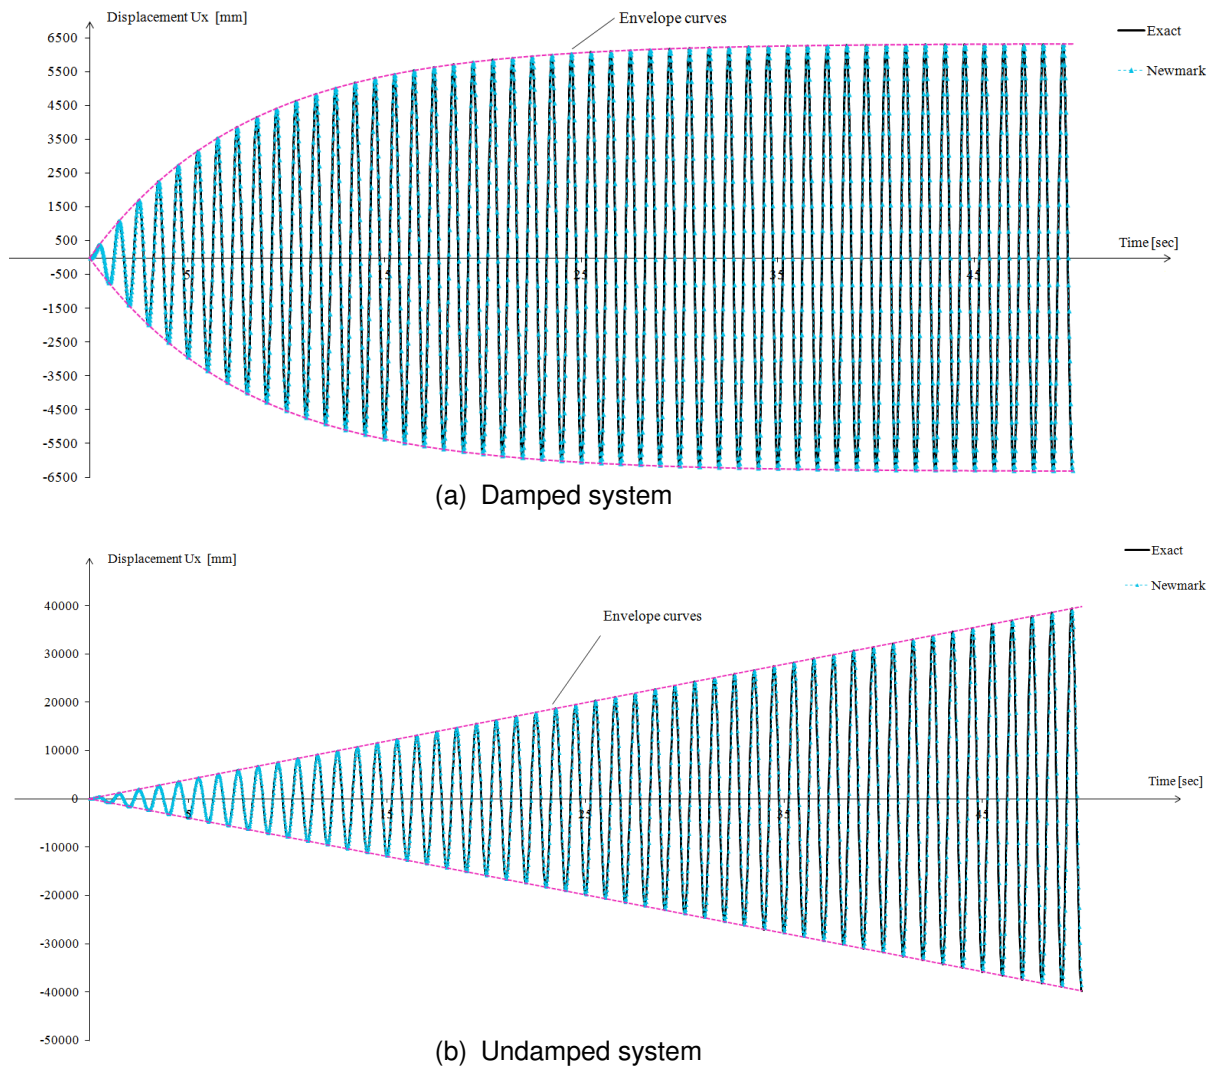 Displacement Ux [mm]
Envelope curves
Exact
Newmark
6500
5500
4500
3500
2500
1500
500
-500
-1500
-2500
-3500
-4500
-5500
-6500
5
15
25
35
45
Time [sec]
(a) Damped system
Displacement Ux [mm]
Exact
Newmark
Envelope curves
40000
30000
20000
10000
0
-10000
-20000
-30000
-40000
-50000
5
15
25
35
45
Time [sec]
(b) Undamped system